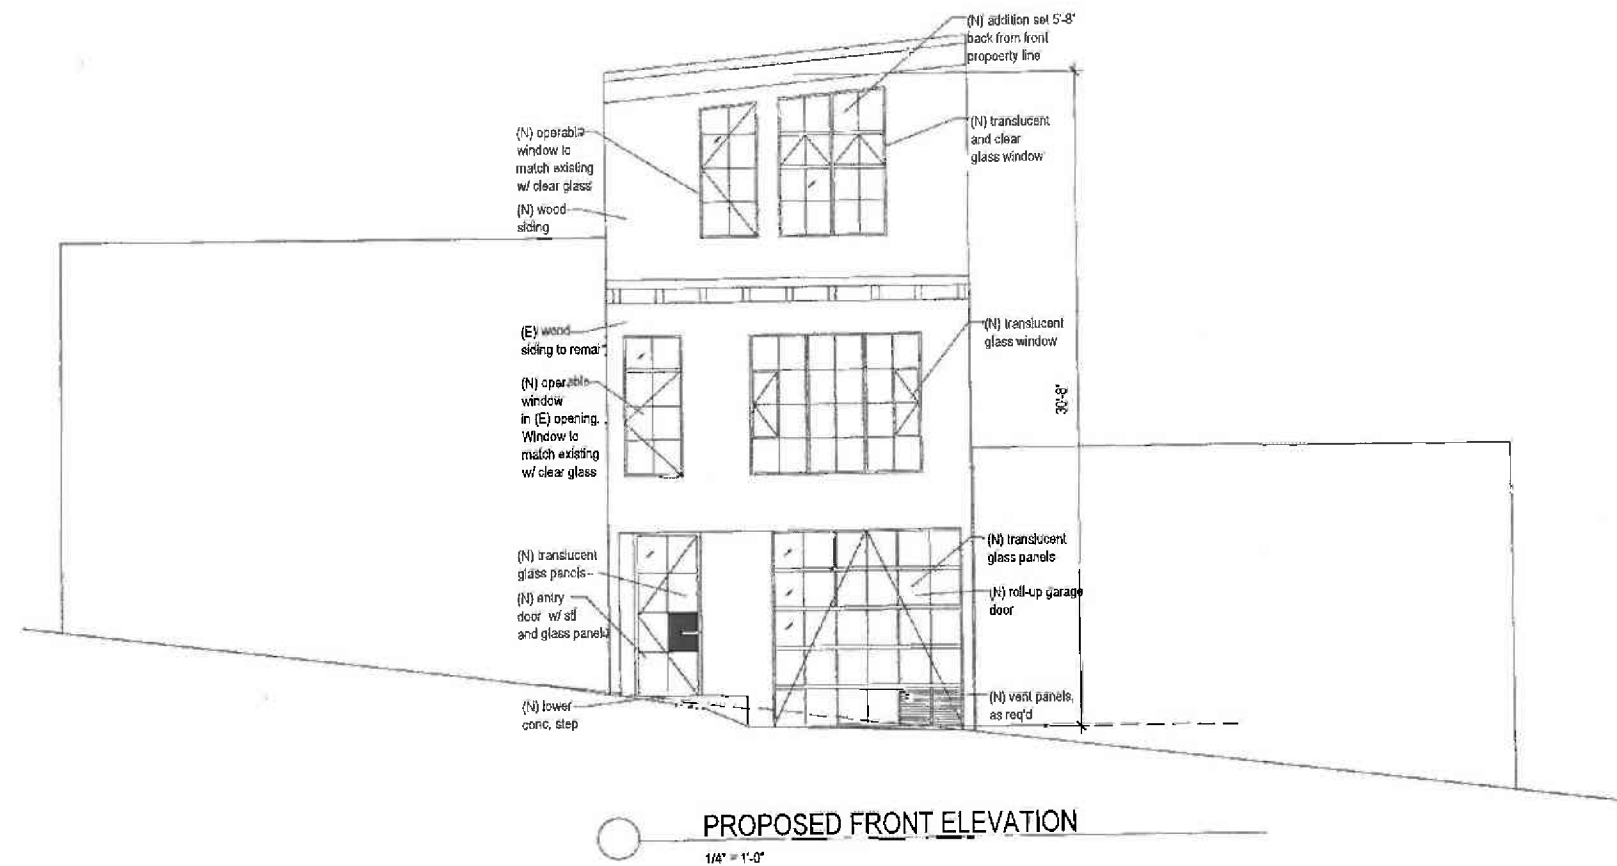 (N) addition set 5'-8"
back from front
propoerty line
(N) operable
window to
match existing
w/ clear glass
(N) translucent
and clear
glass window
(N) wood
siding
(E) wood
siding to remai
(N) translucent
glass window
(N) operable
window
in (E) opening.
Window to
match existing
w/ clear glass
30'-8"
(N) translucent
glass panels
(N) translucent
glass panels
(N) entry
door w/ stl
and glass panels
(N) roll-up garage
door
(N) lower
conc. step
(N) vent panels,
as req'd
PROPOSED FRONT ELEVATION
1/4" = 1'-0"